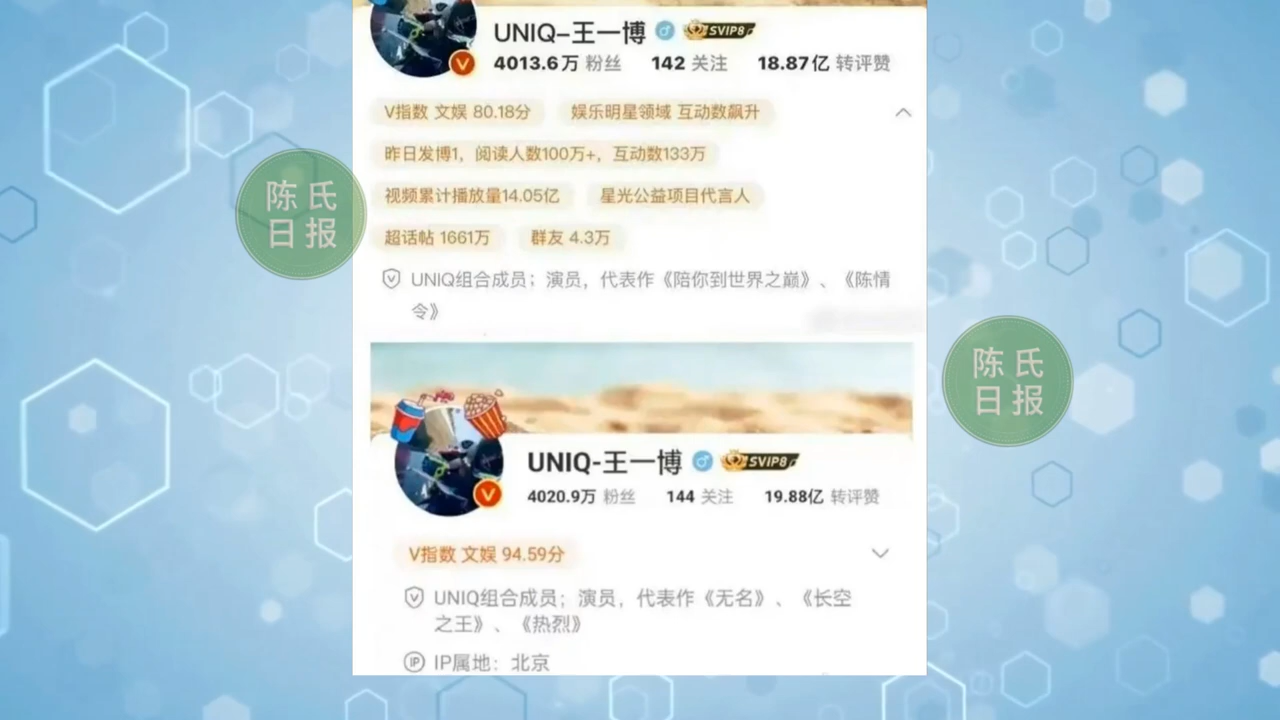 UNIQ–王一博 SVIP8
4013.6万 粉丝 142 关注 18.87亿 转评赞
V指数 文娱 80.18分 娱乐明星领域 互动数飙升
昨日发博1，阅读人数100万+，互动数133万
视频累计播放量14.05亿 星光公益项目代言人
超话帖 1661万 群友 4.3万
UNIQ组合成员；演员，代表作《陪你到世界之巅》、《陈情
令》
UNIQ-王一博 SVIP8
4020.9万 粉丝 144 关注 19.88亿 转评赞
V指数 文娱 94.59分
UNIQ组合成员；演员，代表作《无名》、《长空
之王》、《热烈》
IP IP属地：北京
陈氏
日报
陈氏
日报